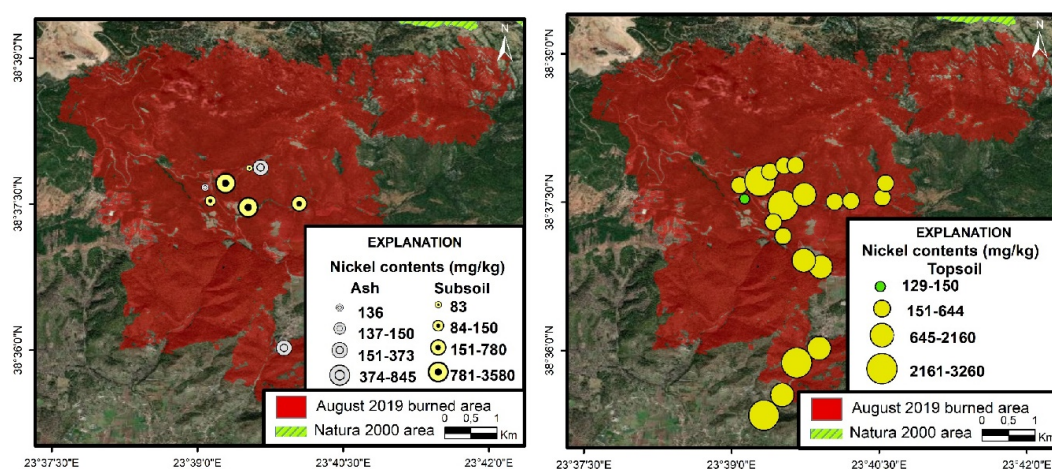 N
38°39'0"N
38°37'30"N
38°36'0"N
EXPLANATION
Nickel contents (mg/kg)
Ash Subsoil
136 83
137-150 84-150
151-373 151-780
374-845 781-3580
August 2019 burned area
Natura 2000 area
0 0.5 1
Km
23°37'30"E 23°39'0"E 23°40'30"E 23°42'0"E
N
38°39'0"N
38°37'30"N
38°36'0"N
EXPLANATION
Nickel contents (mg/kg)
Topsoil
129-150
151-644
645-2160
2161-3260
August 2019 burned area
Natura 2000 area
0 0.5 1
Km
23°37'30"E 23°39'0"E 23°40'30"E 23°42'0"E